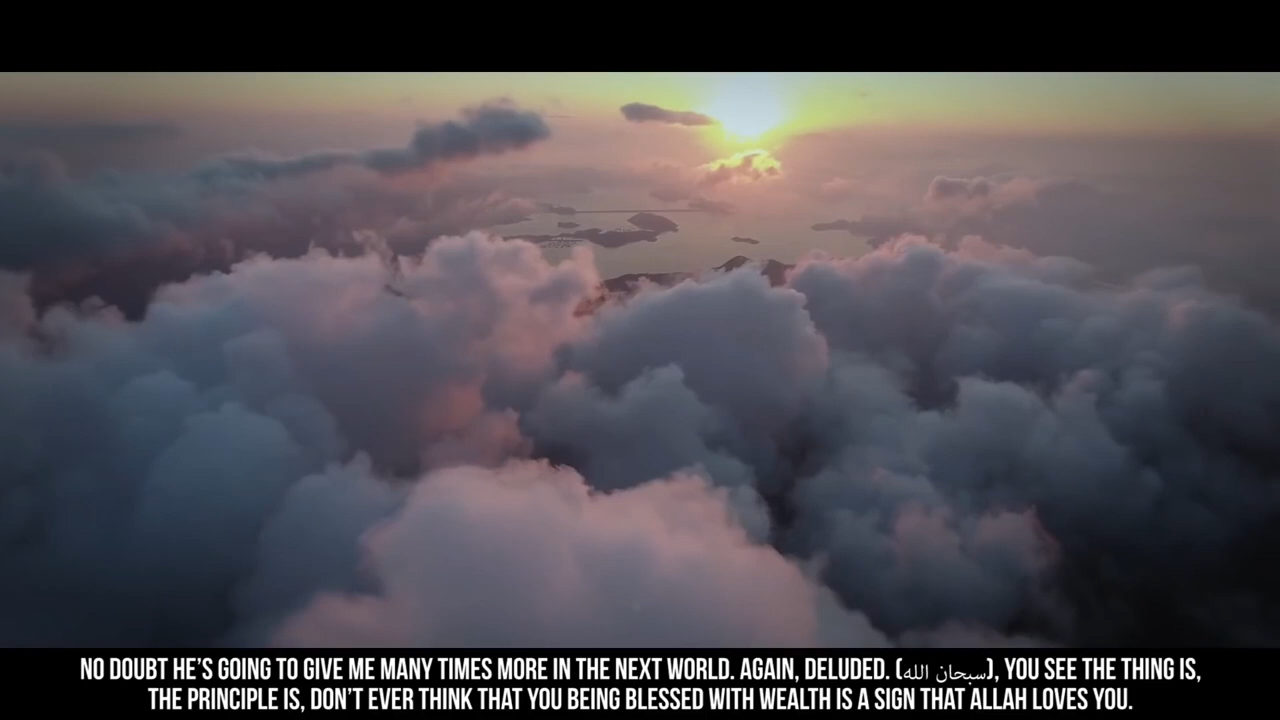 NO DOUBT HE'S GOING TO GIVE ME MANY TIMES MORE IN THE NEXT WORLD. AGAIN, DELUDED. (سبحان الله), YOU SEE THE THING IS,
THE PRINCIPLE IS, DON'T EVER THINK THAT YOU BEING BLESSED WITH WEALTH IS A SIGN THAT ALLAH LOVES YOU.